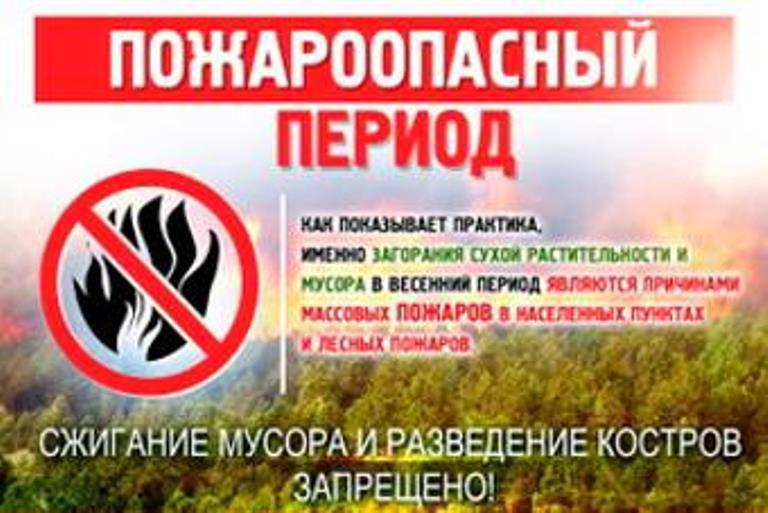 ПОЖАРООПАСНЫЙ
ПЕРИОД
КАК ПОКАЗЫВАЕТ ПРАКТИКА,
ИМЕННО ЗАГОРАНИЯ СУХОЙ РАСТИТЕЛЬНОСТИ И
МУСОРА В ВЕСЕННИЙ ПЕРИОД ЯВЛЯЮТСЯ ПРИЧИНАМИ
МАССОВЫХ ПОЖАРОВ В НАСЕЛЕННЫХ ПУНКТАХ
И ЛЕСНЫХ ПОЖАРОВ
СЖИГАНИЕ МУСОРА И РАЗВЕДЕНИЕ КОСТРОВ
ЗАПРЕЩЕНО!